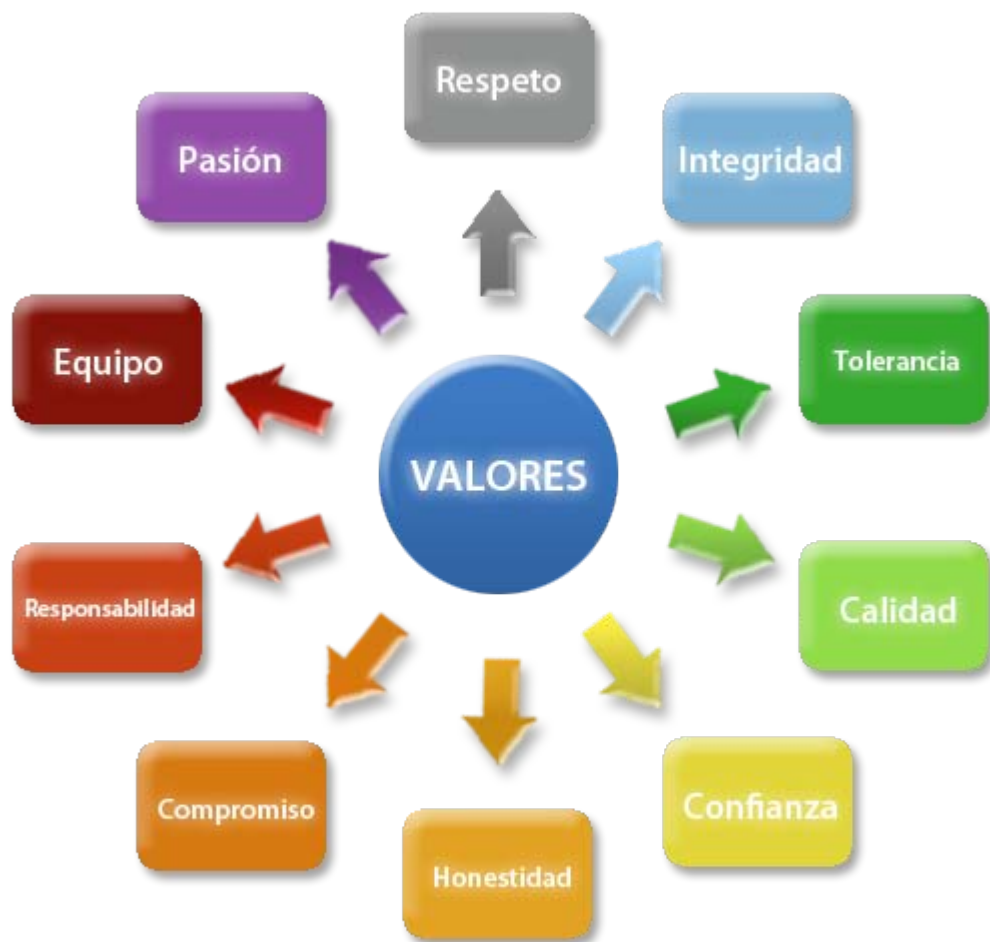 Respeto
Integridad
Tolerancia
Calidad
Confianza
Honestidad
Compromiso
Responsabilidad
Equipo
Pasión
VALORES